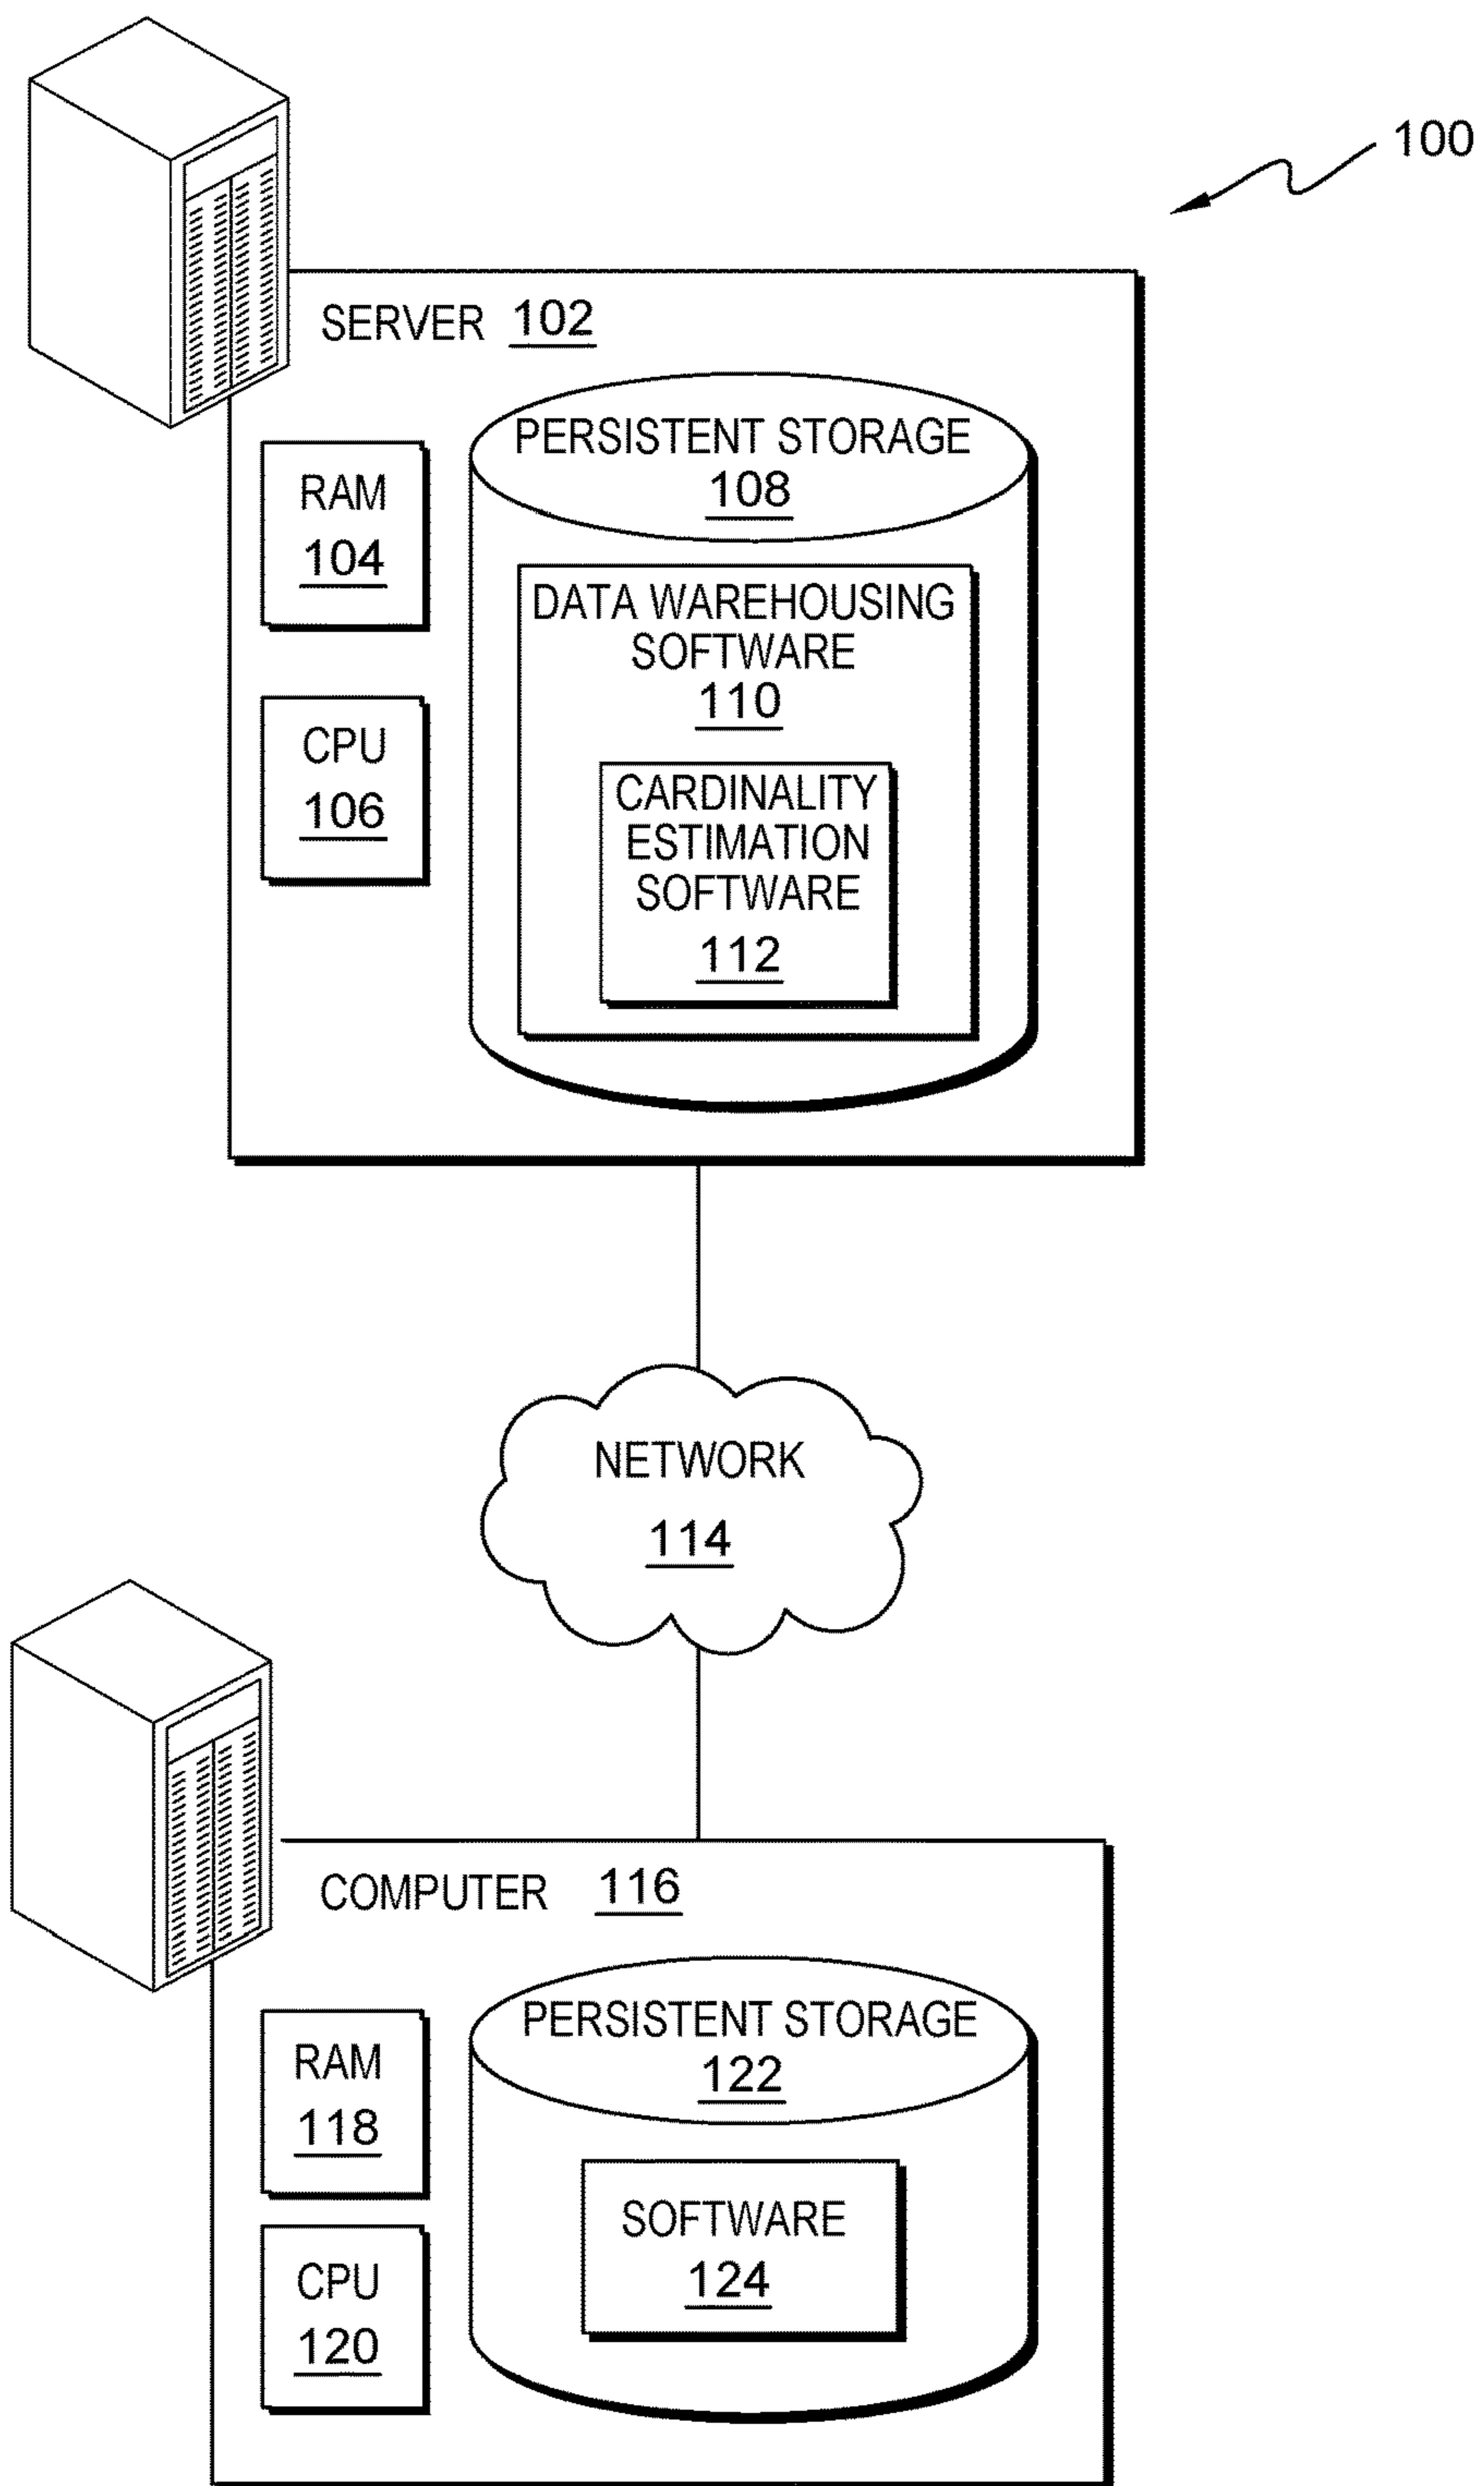 100
SERVER 102
PERSISTENT STORAGE
108
RAM
104
DATA WAREHOUSING
SOFTWARE
110
CPU
106
CARDINALITY
ESTIMATION
SOFTWARE
112
NETWORK
114
COMPUTER 116
PERSISTENT STORAGE
122
RAM
118
SOFTWARE
124
CPU
120